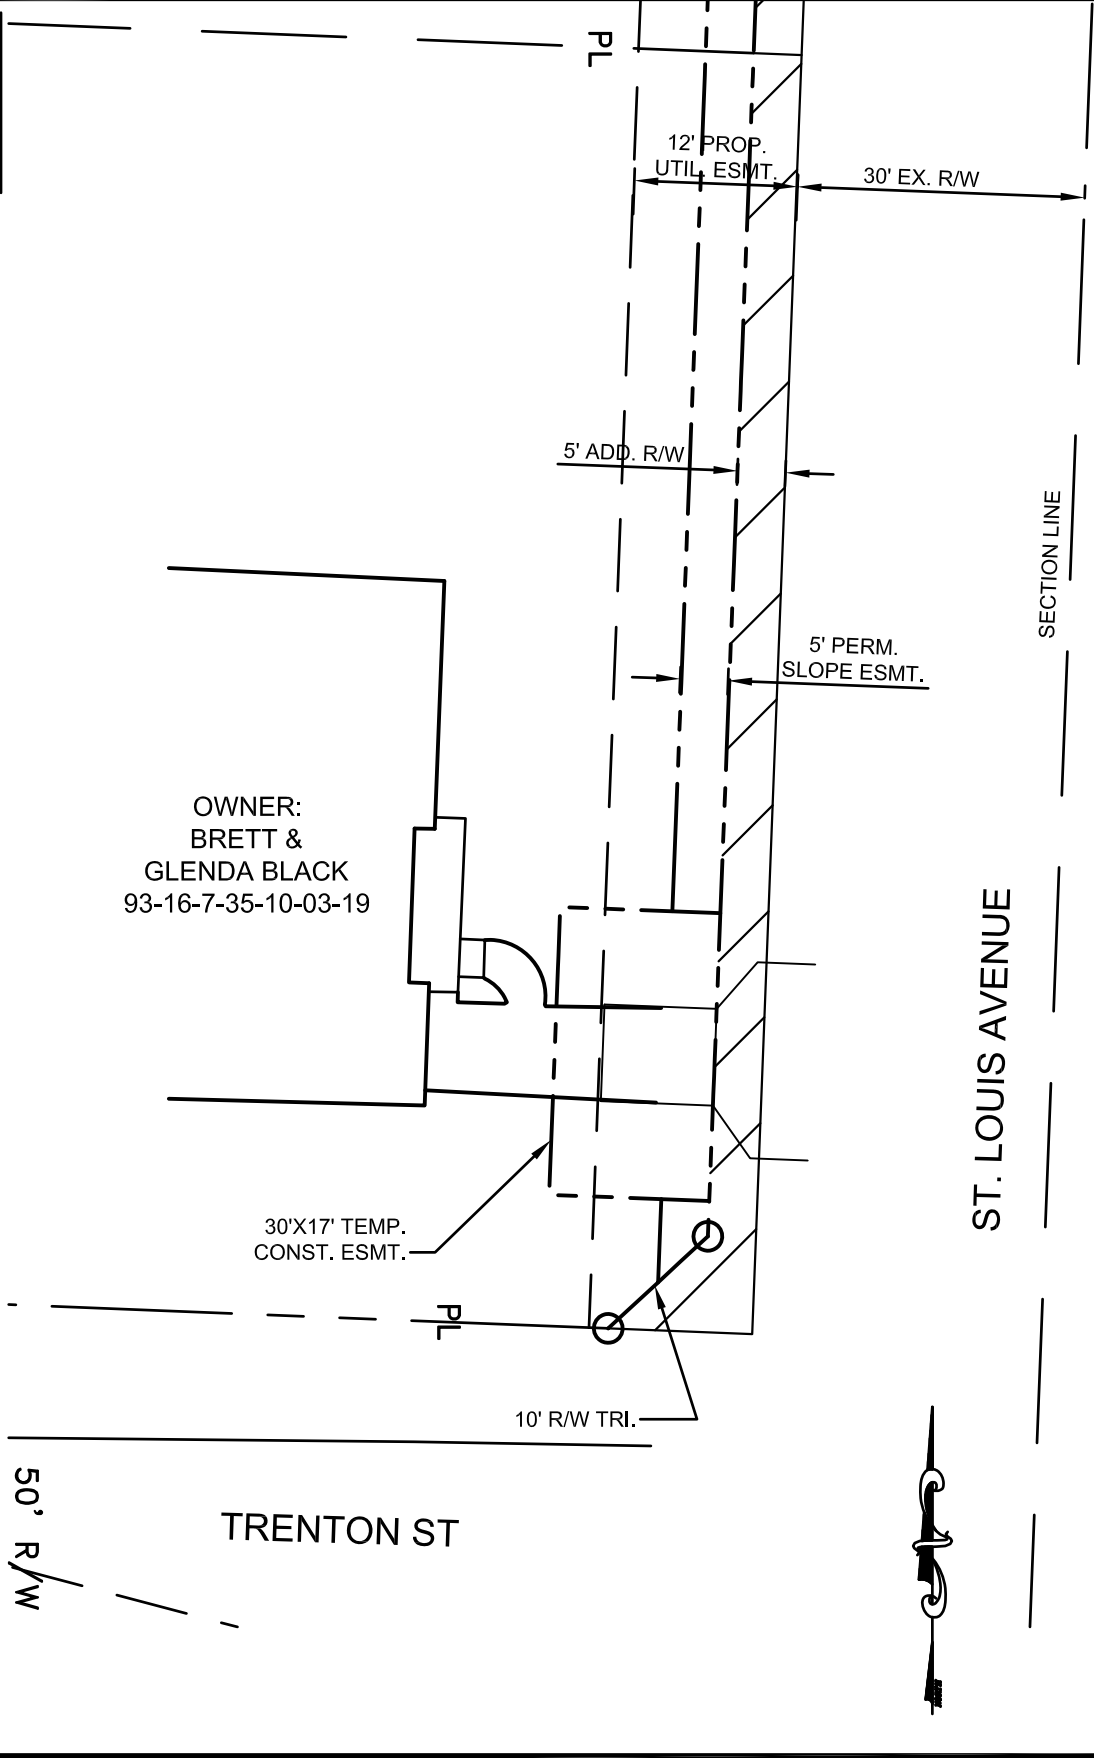 PL
12' PROP.
UTIL. ESMT.
30' EX. R/W
5' ADD. R/W
SECTION LINE
5' PERM.
SLOPE ESMT.
OWNER:
BRETT &
GLENDA BLACK
93-16-7-35-10-03-19
ST. LOUIS AVENUE
30'X17' TEMP.
CONST. ESMT.
PL
10' R/W TRI.
50' R/W
TRENTON ST